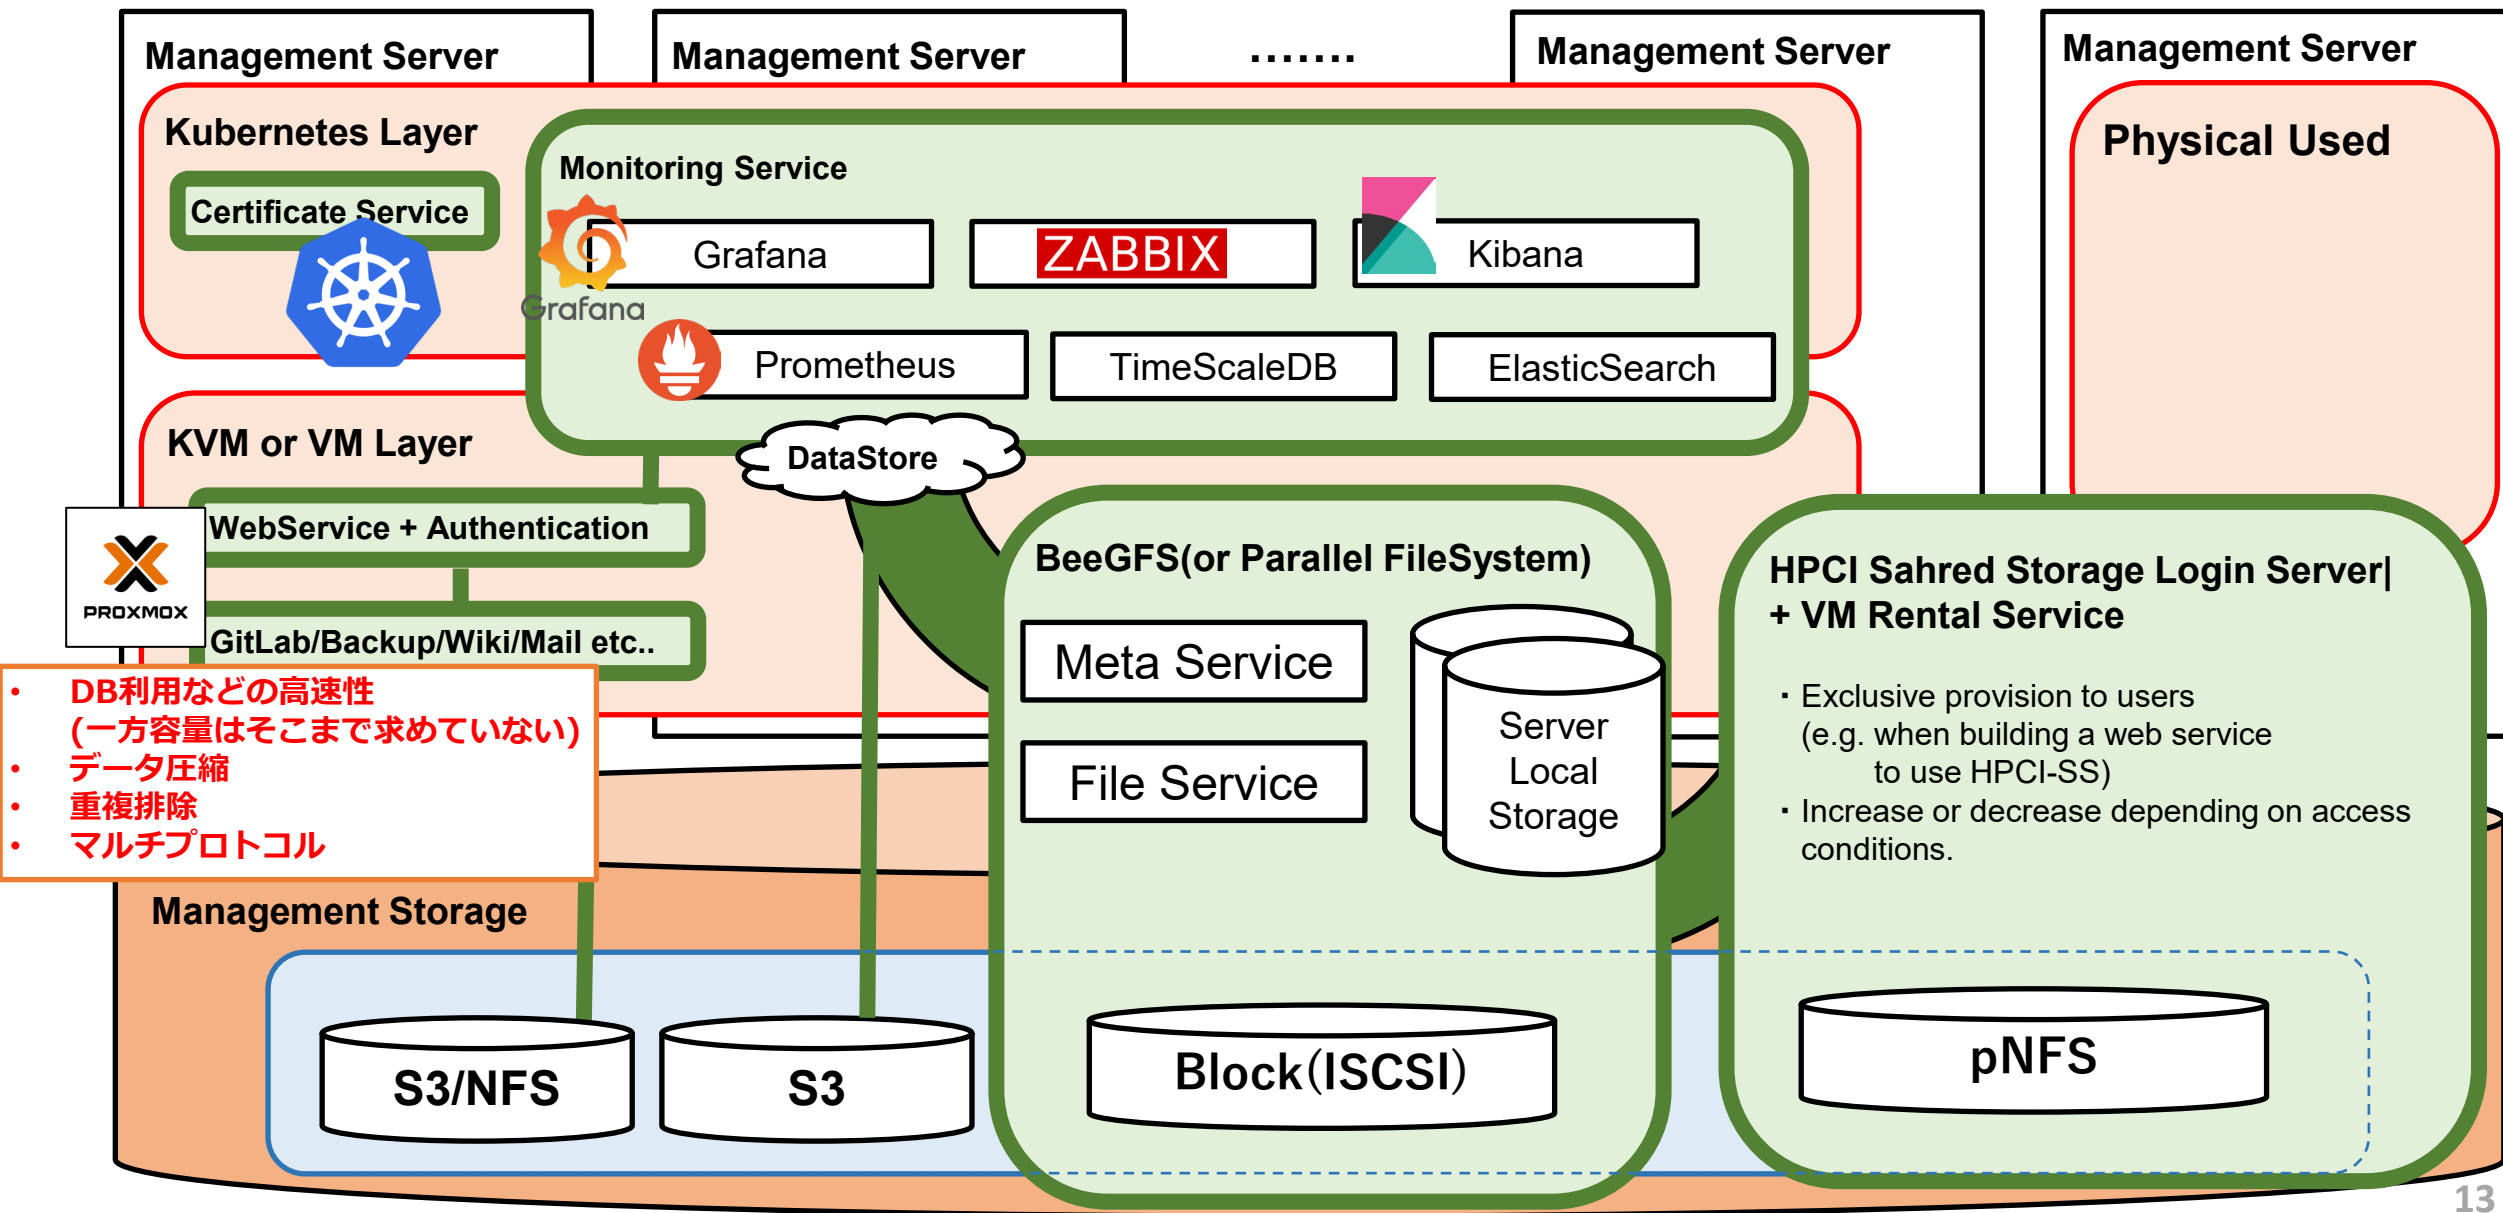 Management Server
Management Server
.......
Management Server
Management Server
Kubernetes Layer
Certificate Service
Monitoring Service
Grafana
Grafana
ZABBIX
Kibana
Prometheus
TimeScaleDB
ElasticSearch
Physical Used
KVM or VM Layer
DataStore
WebService + Authentication
PROXMOX
GitLab/Backup/Wiki/Mail etc..
• DB利用などの高速性
(一方容量はそこまで求めていない)
• データ圧縮
• 重複排除
• マルチプロトコル
BeeGFS(or Parallel FileSystem)
Meta Service
File Service
Server
Local
Storage
HPCI Sahred Storage Login Server|
+ VM Rental Service
・Exclusive provision to users
(e.g. when building a web service
to use HPCI-SS)
・Increase or decrease depending on access
conditions.
Management Storage
S3/NFS
S3
Block(ISCSI)
pNFS
13